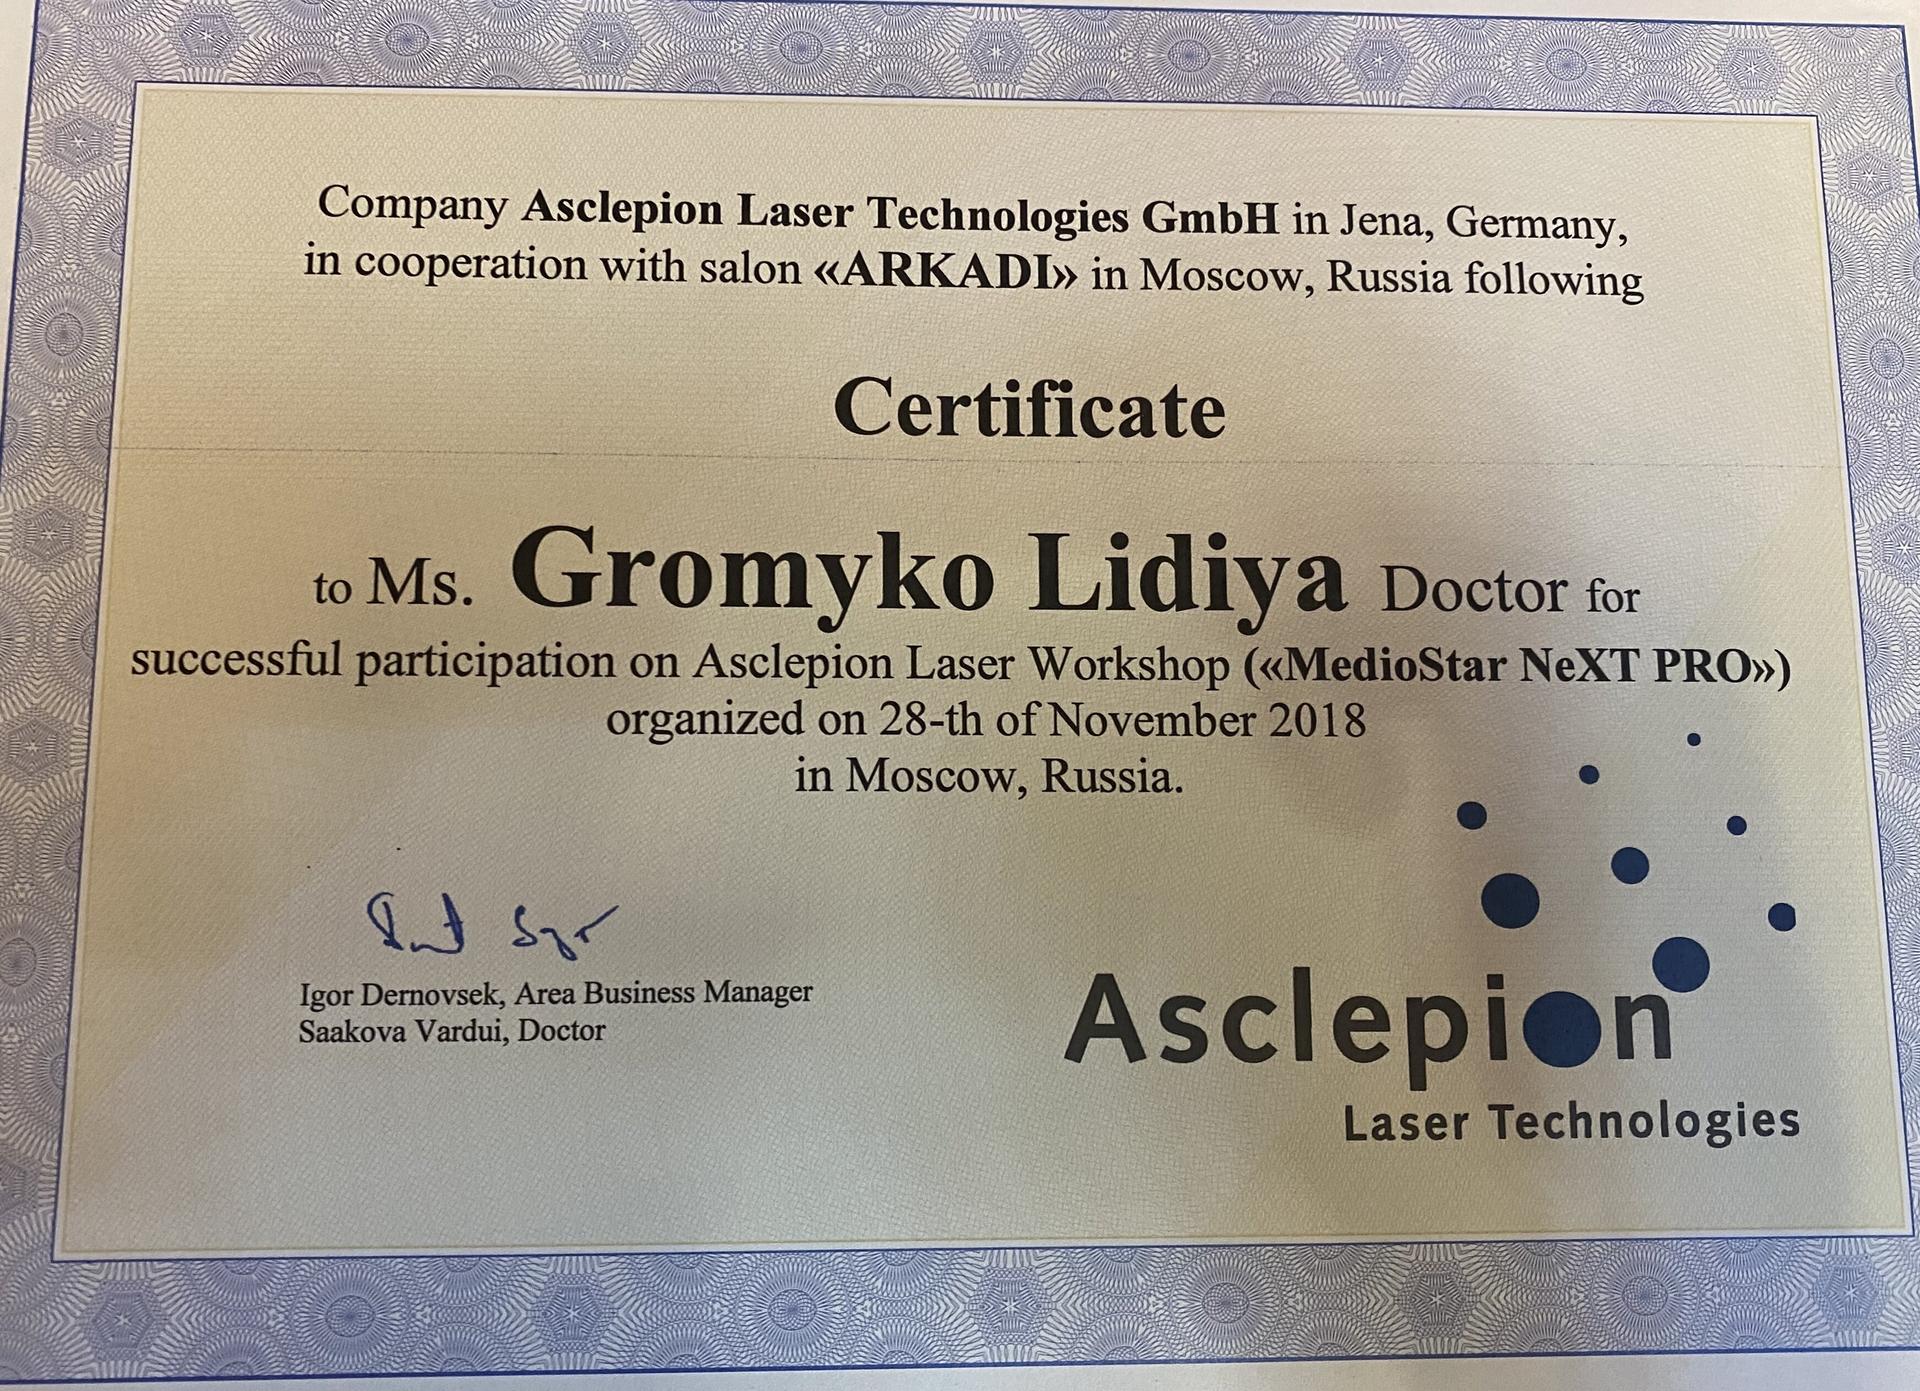 Company Asclepion Laser Technologies GmbH in Jena, Germany,
in cooperation with salon «ARKADI» in Moscow, Russia following
Certificate
to Ms. Gromyko Lidiya Doctor for
successful participation on Asclepion Laser Workshop («MedioStar NeXT PRO»)
organized on 28-th of November 2018
in Moscow, Russia.
Igor Dernovsek, Area Business Manager
Saakova Vardui, Doctor
Asclepion
Laser Technologies